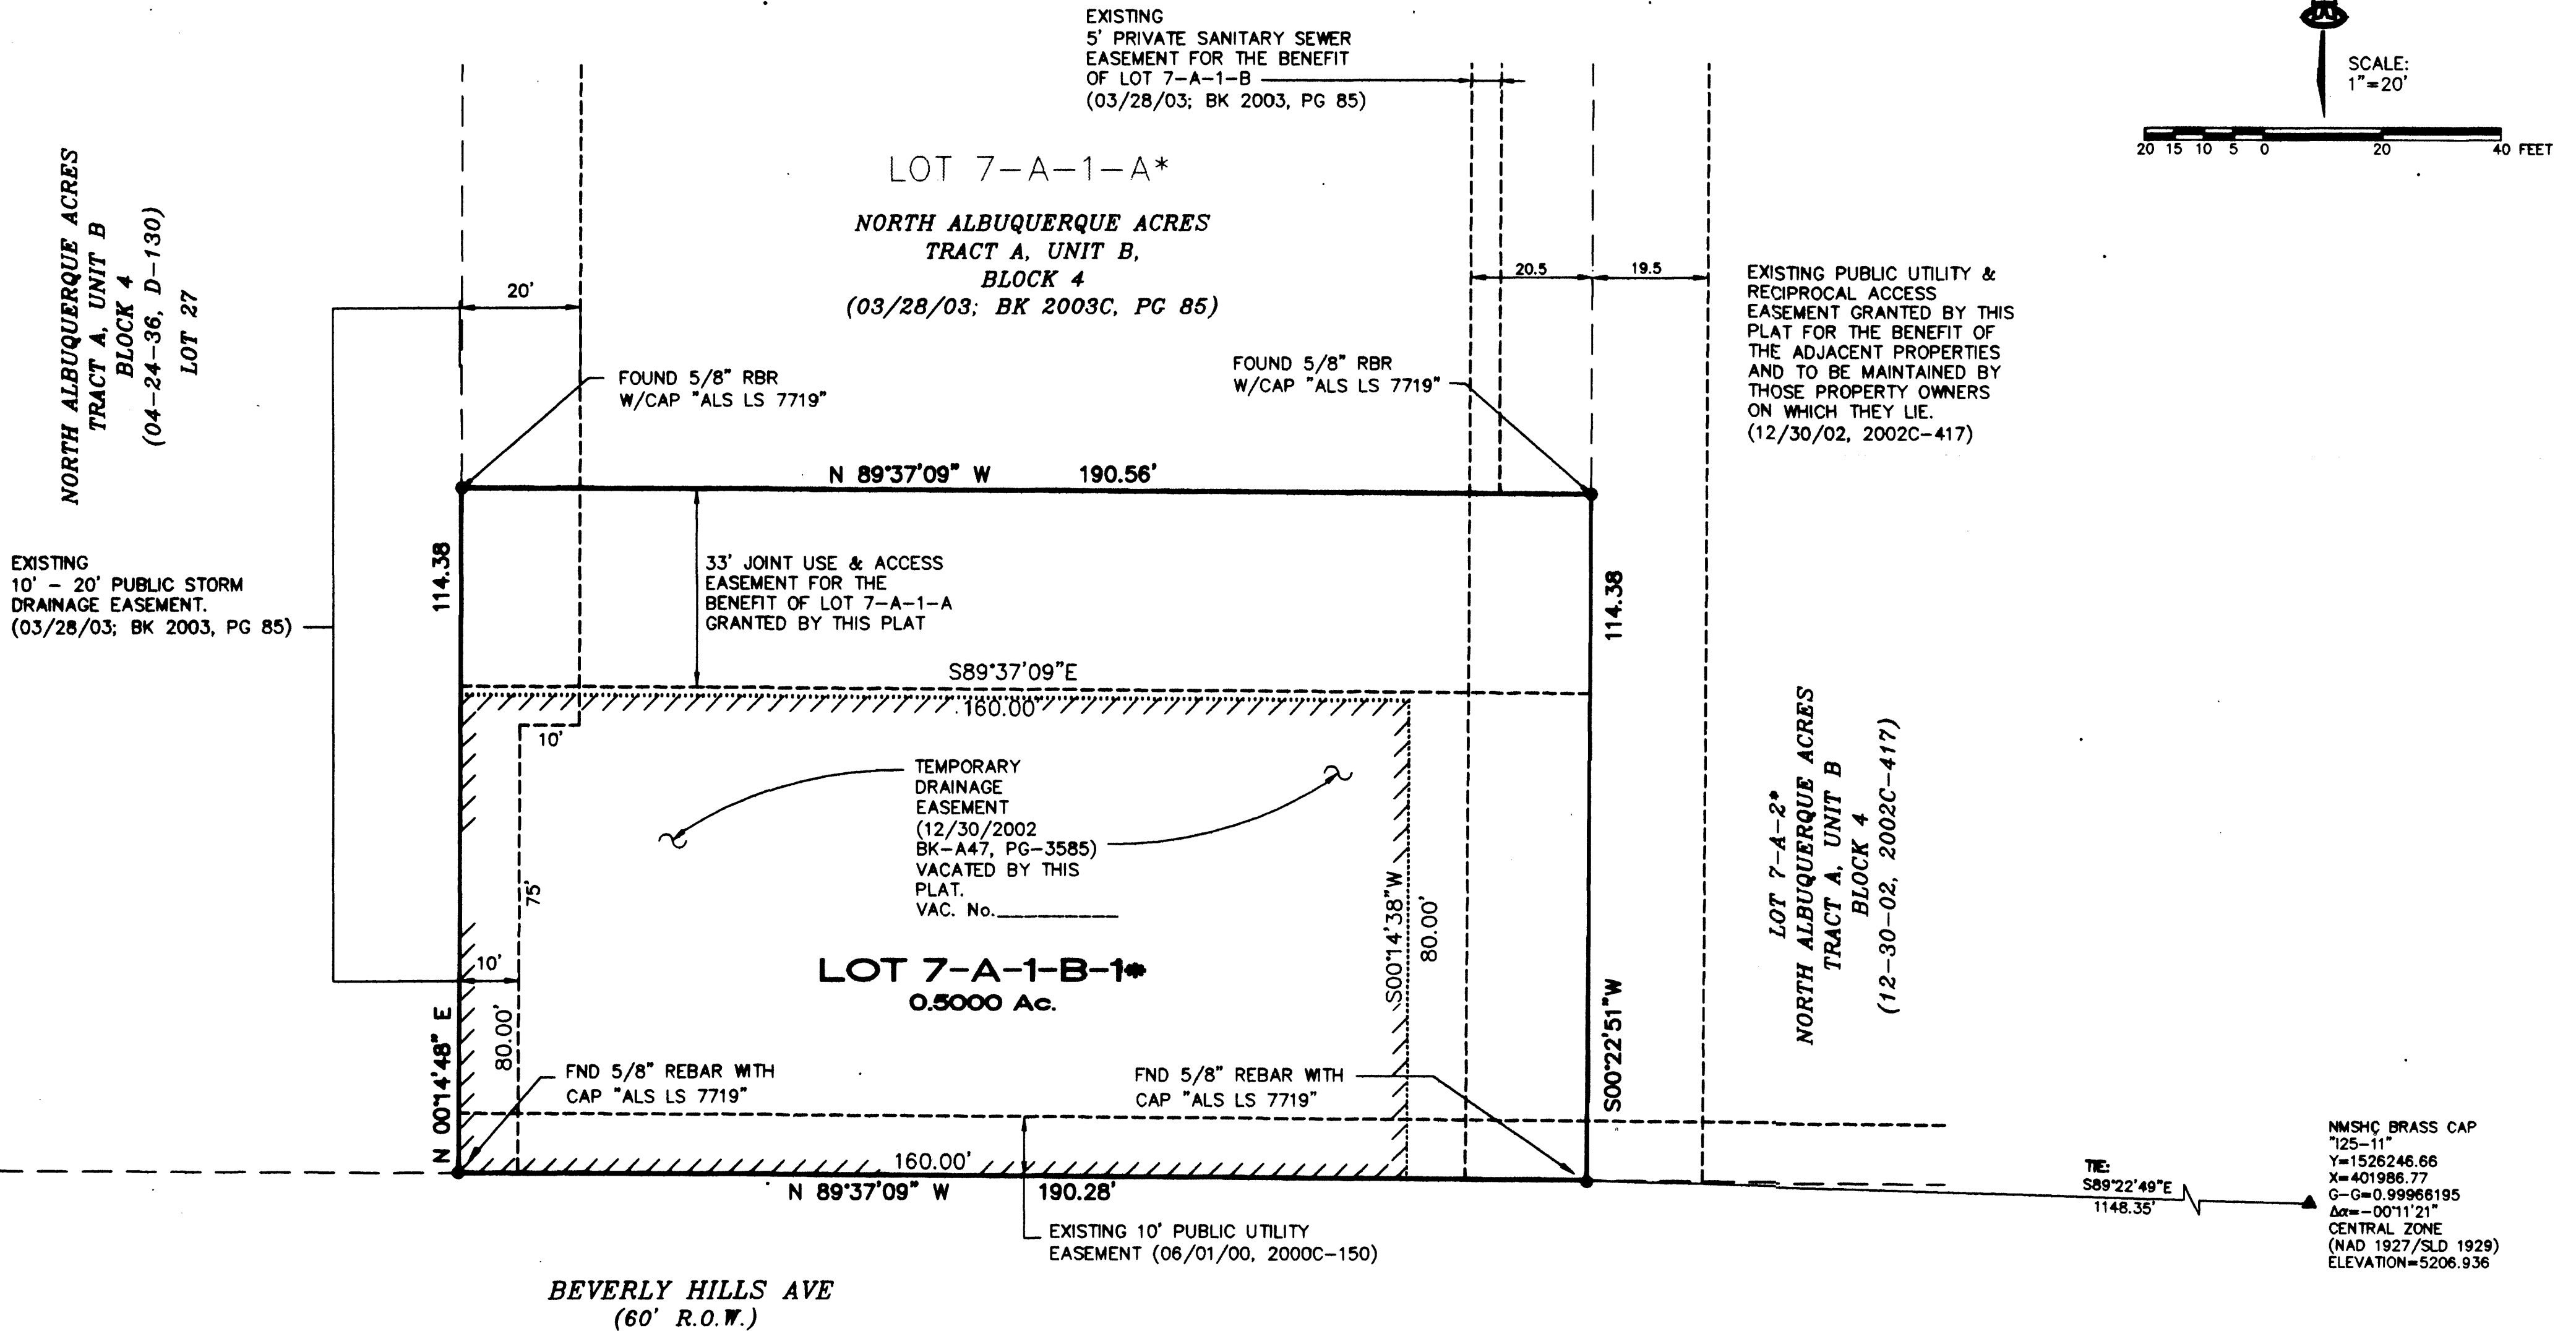 EXISTING
5' PRIVATE SANITARY SEWER
EASEMENT FOR THE BENEFIT
OF LOT 7-A-1-B
(03/28/03; BK 2003, PG 85)
SCALE:
1"=20'
20 15 10 5 0 20 40 FEET
LOT 7-A-1-A*
NORTH ALBUQUERQUE ACRES
TRACT A, UNIT B,
BLOCK 4
(03/28/03; BK 2003C, PG 85)
NORTH ALBUQUERQUE ACRES
TRACT A, UNIT B
BLOCK 4
(04-24-36, D-130)
LOT 27
20'
20.5
19.5
EXISTING PUBLIC UTILITY &
RECIPROCAL ACCESS
EASEMENT GRANTED BY THIS
PLAT FOR THE BENEFIT OF
THE ADJACENT PROPERTIES
AND TO BE MAINTAINED BY
THOSE PROPERTY OWNERS
ON WHICH THEY LIE.
(12/30/02, 2002C-417)
FOUND 5/8" RBR
W/CAP "ALS LS 7719"
FOUND 5/8" RBR
W/CAP "ALS LS 7719"
N 89°37'09" W 190.56'
EXISTING
10' - 20' PUBLIC STORM
DRAINAGE EASEMENT.
(03/28/03; BK 2003, PG 85)
114.38
33' JOINT USE & ACCESS
EASEMENT FOR THE
BENEFIT OF LOT 7-A-1-A
GRANTED BY THIS PLAT
114.38
S89°37'09"E
160.00'
10'
TEMPORARY
DRAINAGE
EASEMENT
(12/30/2002
BK-A47, PG-3585)
VACATED BY THIS
PLAT.
VAC. No.
75'
S00°14'38"W
80.00'
LOT 7-A-2*
NORTH ALBUQUERQUE ACRES
TRACT A, UNIT B
BLOCK 4
(12-30-02, 2002C-417)
10'
LOT 7-A-1-B-1*
0.5000 Ac.
N 00°14'48" E
80.00'
S00°22'51"W
FND 5/8" REBAR WITH
CAP "ALS LS 7719"
FND 5/8" REBAR WITH
CAP "ALS LS 7719"
160.00'
N 89°37'09" W 190.28'
TIE:
S89°22'49"E
1148.35'
NMSHC BRASS CAP
"I25-11"
Y=1526246.66
X=401986.77
G-G=0.99966195
Δα=-00°11'21"
CENTRAL ZONE
(NAD 1927/SLD 1929)
ELEVATION=5206.936
EXISTING 10' PUBLIC UTILITY
EASEMENT (06/01/00, 2000C-150)
BEVERLY HILLS AVE
(60' R.O.W.)